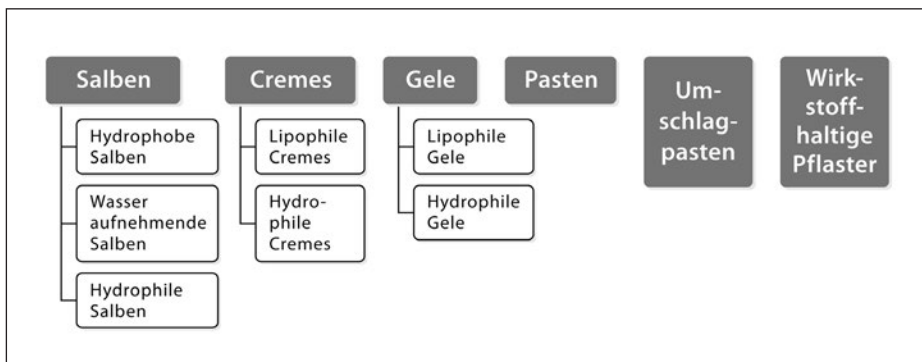 Salben
Hydrophobe
Salben
Wasser
aufnehmende
Salben
Hydrophile
Salben
Cremes
Lipophile
Cremes
Hydro-
phile
Cremes
Gele
Lipophile
Gele
Hydrophile
Gele
Pasten
Um-
schlag-
pasten
Wirk-
stoff-
haltige
Pflaster